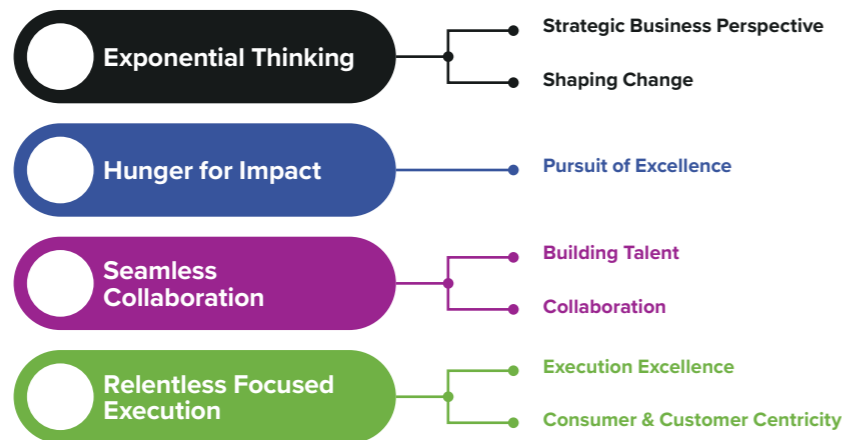 Exponential Thinking
Strategic Business Perspective
Shaping Change
Hunger for Impact
Pursuit of Excellence
Seamless
Collaboration
Building Talent
Collaboration
Relentless Focused
Execution
Execution Excellence
Consumer & Customer Centricity